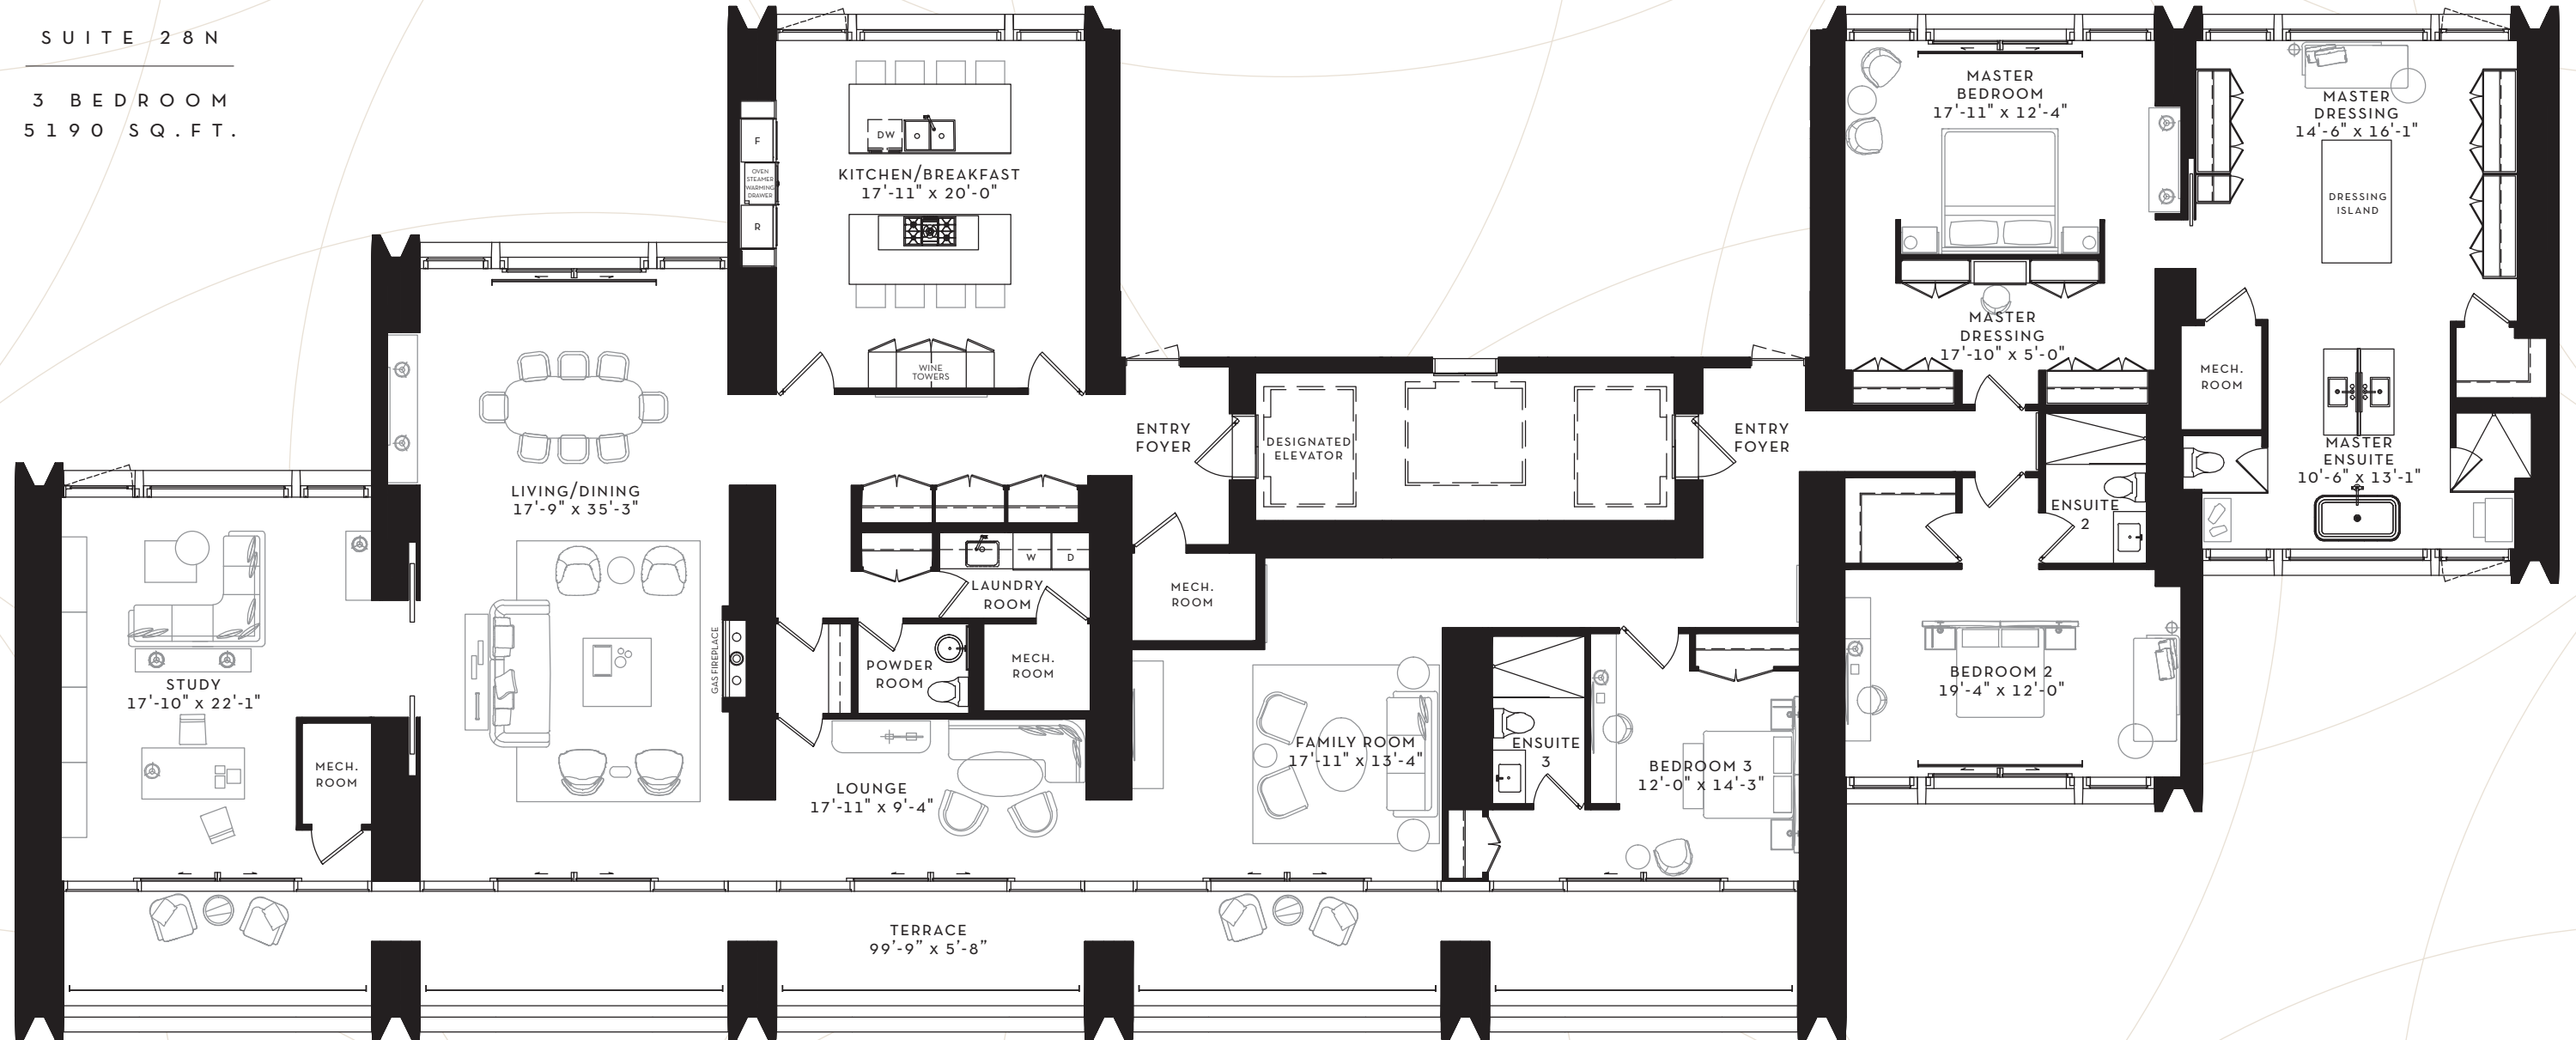 SUITE 28N
3 BEDROOM
5190 SQ.FT.
F
OVEN
STEAMER
WARMING
DRAWER
R
DW
KITCHEN/BREAKFAST
17'-11" x 20'-0"
WINE
TOWERS
MASTER
BEDROOM
17'-11" x 12'-4"
MASTER
DRESSING
14'-6" x 16'-1"
DRESSING
ISLAND
MASTER
DRESSING
17'-10" x 5'-0"
MECH.
ROOM
ENTRY
FOYER
DESIGNATED
ELEVATOR
ENTRY
FOYER
MASTER
ENSUITE
10'-6" x 13'-1"
LIVING/DINING
17'-9" x 35'-3"
ENSUITE
2
W
D
LAUNDRY
ROOM
MECH.
ROOM
GAS FIREPLACE
POWDER
ROOM
MECH.
ROOM
STUDY
17'-10" x 22'-1"
BEDROOM 2
19'-4" x 12'-0"
MECH.
ROOM
LOUNGE
17'-11" x 9'-4"
FAMILY ROOM
17'-11" x 13'-4"
ENSUITE
3
BEDROOM 3
12'-0" x 14'-3"
TERRACE
99'-9" x 5'-8"